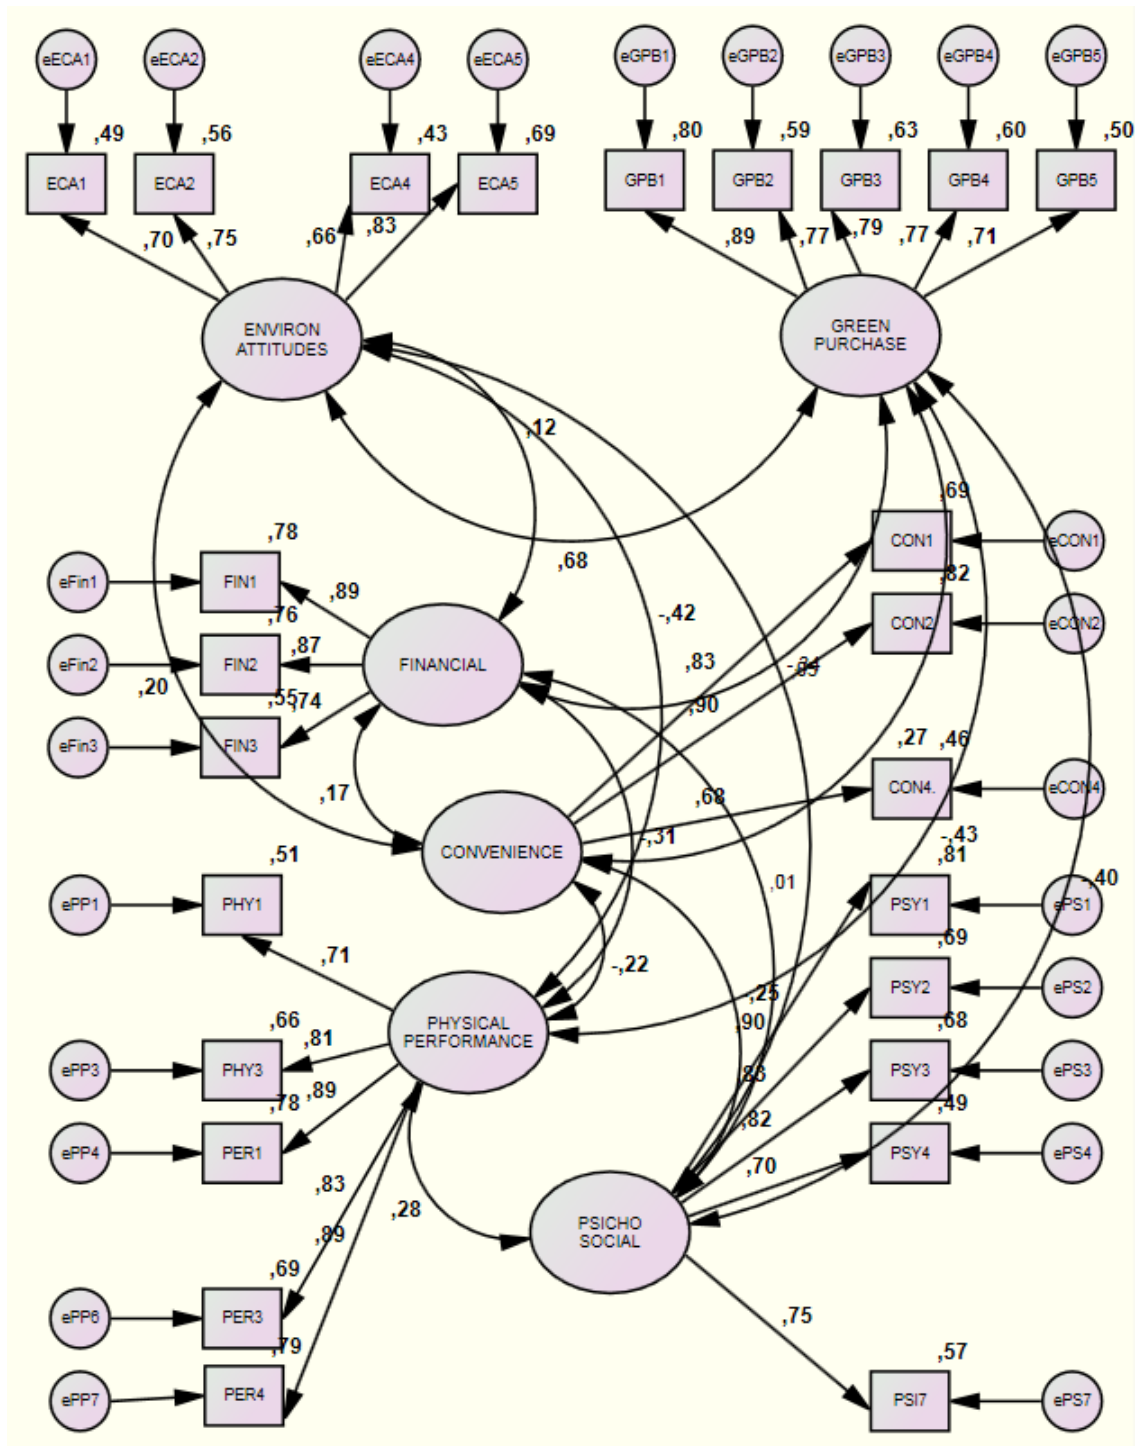 eECA1 eECA2 eECA4 eECA5 eGPB1 eGPB2 eGPB3 eGPB4 eGPB5
,49 ,56 ,43 ,69 ,80 ,59 ,63 ,60 ,50
ECA1 ECA2 ECA4 ECA5 GPB1 GPB2 GPB3 GPB4 GPB5
,70 ,75 ,66 ,83 ,89 ,77 ,79 ,77 ,71
ENVIRON
ATTITUDES
GREEN
PURCHASE
,12
,69
,78
eCON1
CON1
,68
eFin1 FIN1 ,89
,82
,76
-,42
CON2 eCON2
eFin2 FIN2 ,87 FINANCIAL ,83
,20 ,55 ,74 ,90
,27 ,46
eFin3 FIN3
,17 ,68 CON4. eCON4
-,31 -,43
,51 CONVENIENCE ,81
,01 -,40
ePP1 PHY1 PSY1 ePS1
,71 -,22 ,69
-,25 PSY2 ePS2
,66 ,81 PHYSICAL
PERFORMANCE
,90 ,68
ePP3 PHY3 ,83 PSY3 ePS3
,78 ,89 ,82 ,49
ePP4 PER1 ,70 PSY4 ePS4
,83 ,28 PSICHO
SOCIAL
,89
,69
ePP6 PER3 ,75
,79 ,57
ePP7 PER4 PSI7 ePS7